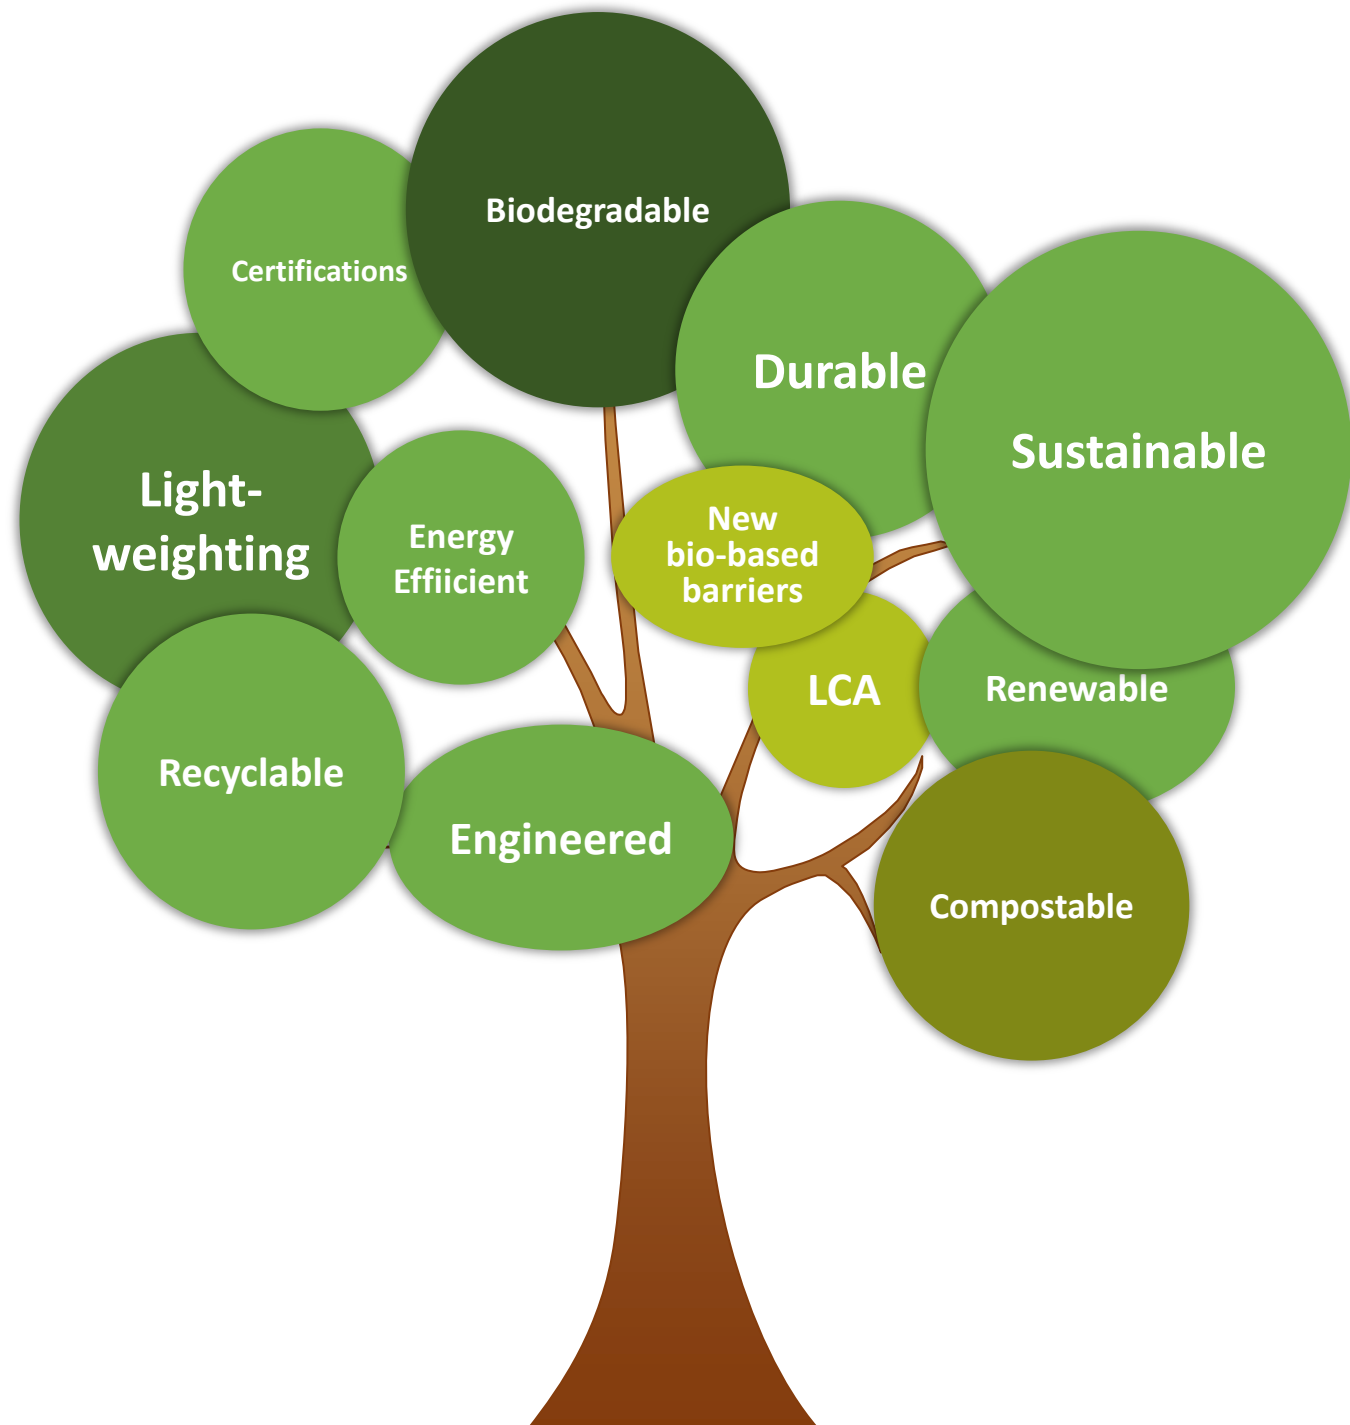 Biodegradable
Certifications
Durable
Sustainable
Light-
weighting
Energy
Effiicient
New
bio-based
barriers
LCA
Renewable
Recyclable
Engineered
Compostable